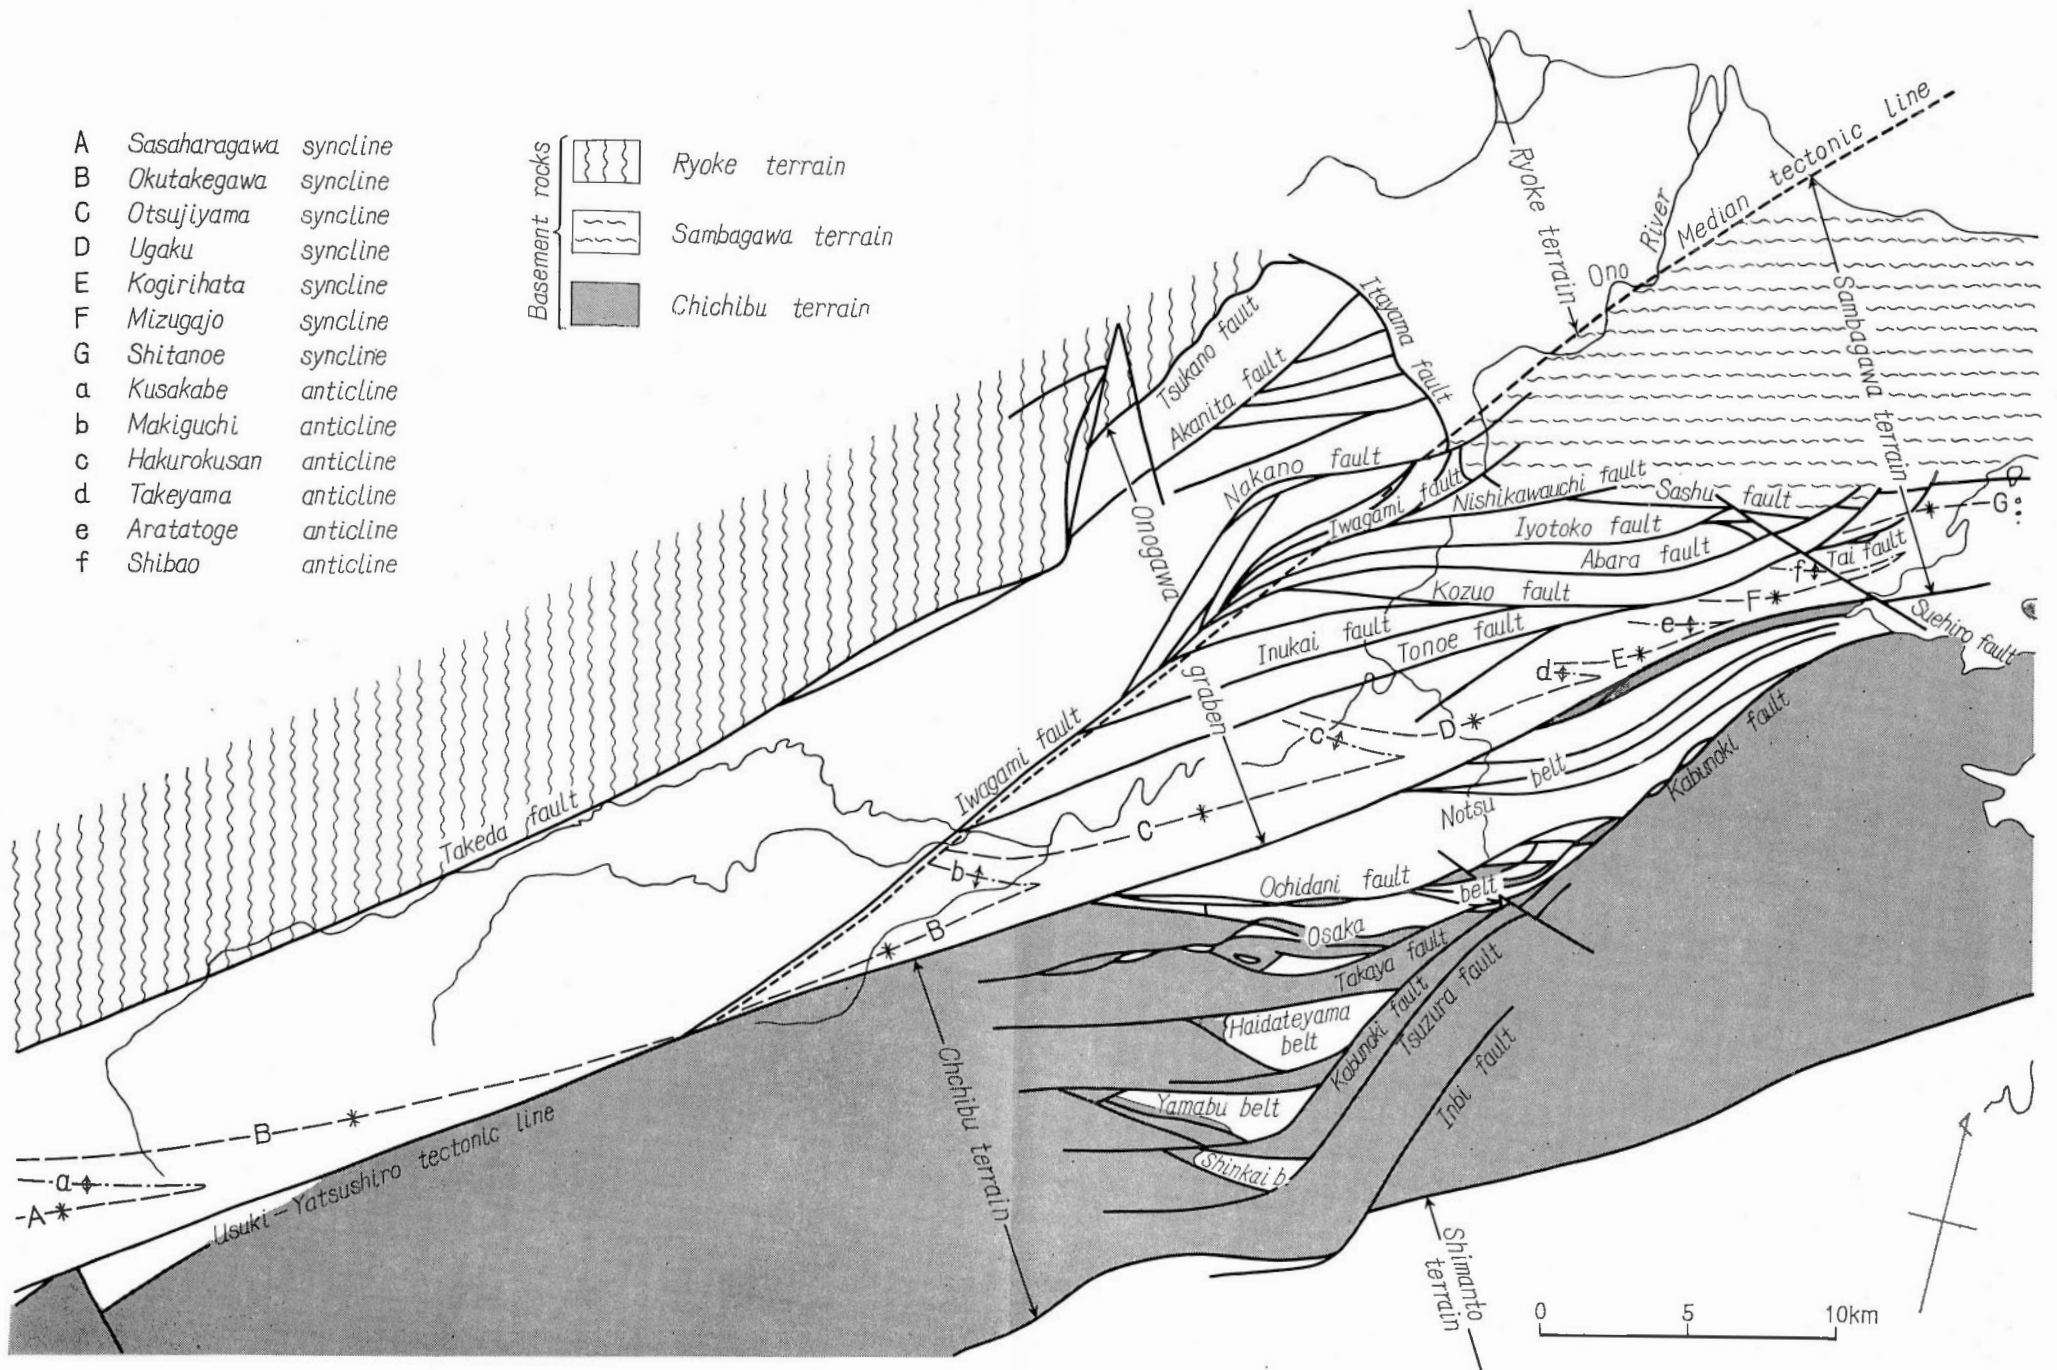 A Sasaharagawa syncline
B Okutakegawa syncline
C Otsujiyama syncline
D Ugaku syncline
E Kogirihata syncline
F Mizugajo syncline
G Shitanoe syncline
a Kusakabe anticline
b Makiguchi anticline
c Hakurokusan anticline
d Takeyama anticline
e Aratatoge anticline
f Shibao anticline
Basement rocks
Ryoke terrain
Sambagawa terrain
Chichibu terrain
Ryoke terrain
Ono
River
Median tectonic line
Sambagawa terrain
Itayama fault
Tsukano fault
Akanita fault
Nakano fault
Iwagami fault
Nishikawauchi fault
Sashu fault
Iyotoko fault
Abara fault
Tai fault
Kozuo fault
Inukai fault
Tonoe fault
Suehiro fault
Onogawa
graben
G
f
F
e
E
d
D
c
C
b
B
B
a
A
Iwagami fault
Takeda fault
Usuki-Yatsushiro tectonic line
Notsu
belt
Kabunoki fault
Ochidani fault
belt
Osaka
Takaya fault
Haidateyama
belt
Kabunoki fault
Tsuzura fault
Yamabu belt
Shinkai b.
Inbi fault
Chchibu terrain
Shimanto
terrain
0 5 10km